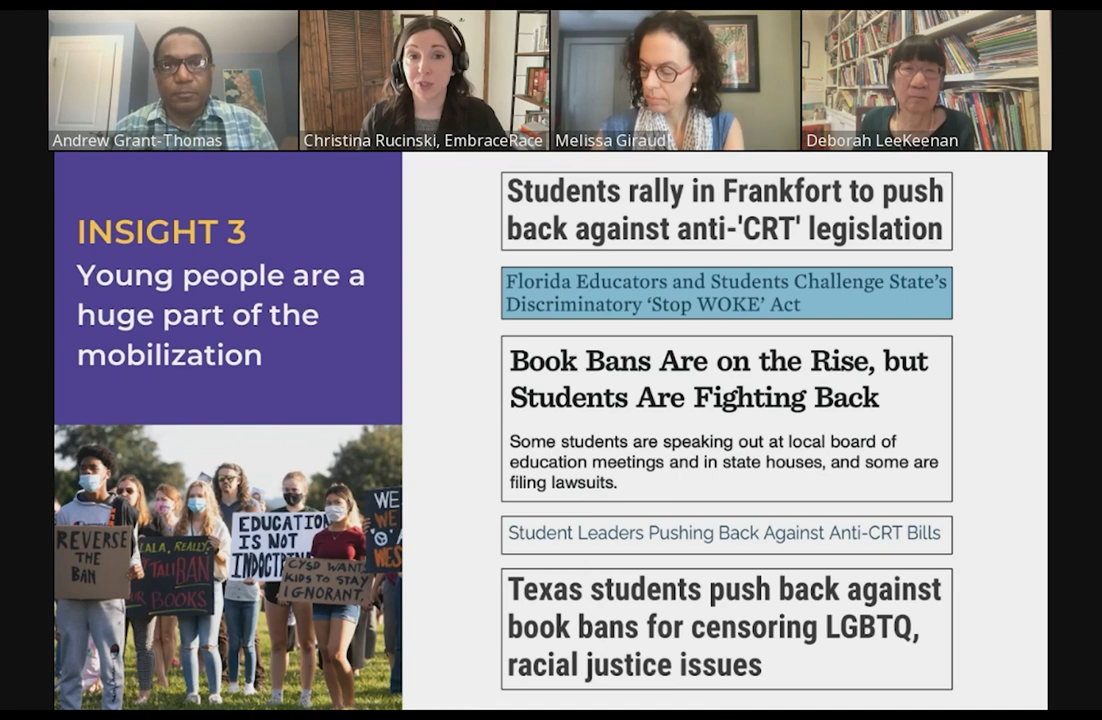 Andrew Grant-Thomas
Christina Rucinski, EmbraceRace
Melissa Giraud
Deborah LeeKeenan
INSIGHT 3
Young people are a
huge part of the
mobilization
Students rally in Frankfort to push
back against anti-'CRT' legislation
Florida Educators and Students Challenge State's
Discriminatory ‘Stop WOKE’ Act
Book Bans Are on the Rise, but
Students Are Fighting Back
Some students are speaking out at local board of
education meetings and in state houses, and some are
filing lawsuits.
Student Leaders Pushing Back Against Anti-CRT Bills
Texas students push back against
book bans for censoring LGBTQ,
racial justice issues
REVERSE
THE
BAN
LALA, REALLY?
TALIBAN
BOOKS
EDUCATION
IS NOT
CYSD WANTS
KIDS TO STAY
IGNORANT.
WE